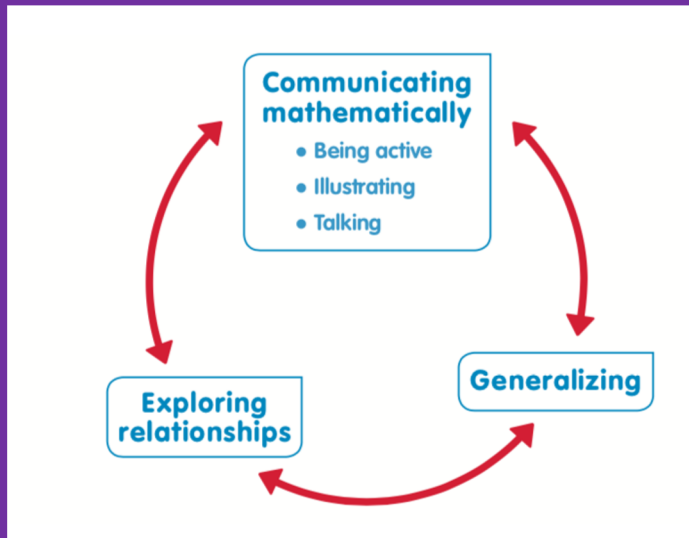 Communicating
mathematically
• Being active
• Illustrating
• Talking
Exploring
relationships
Generalizing